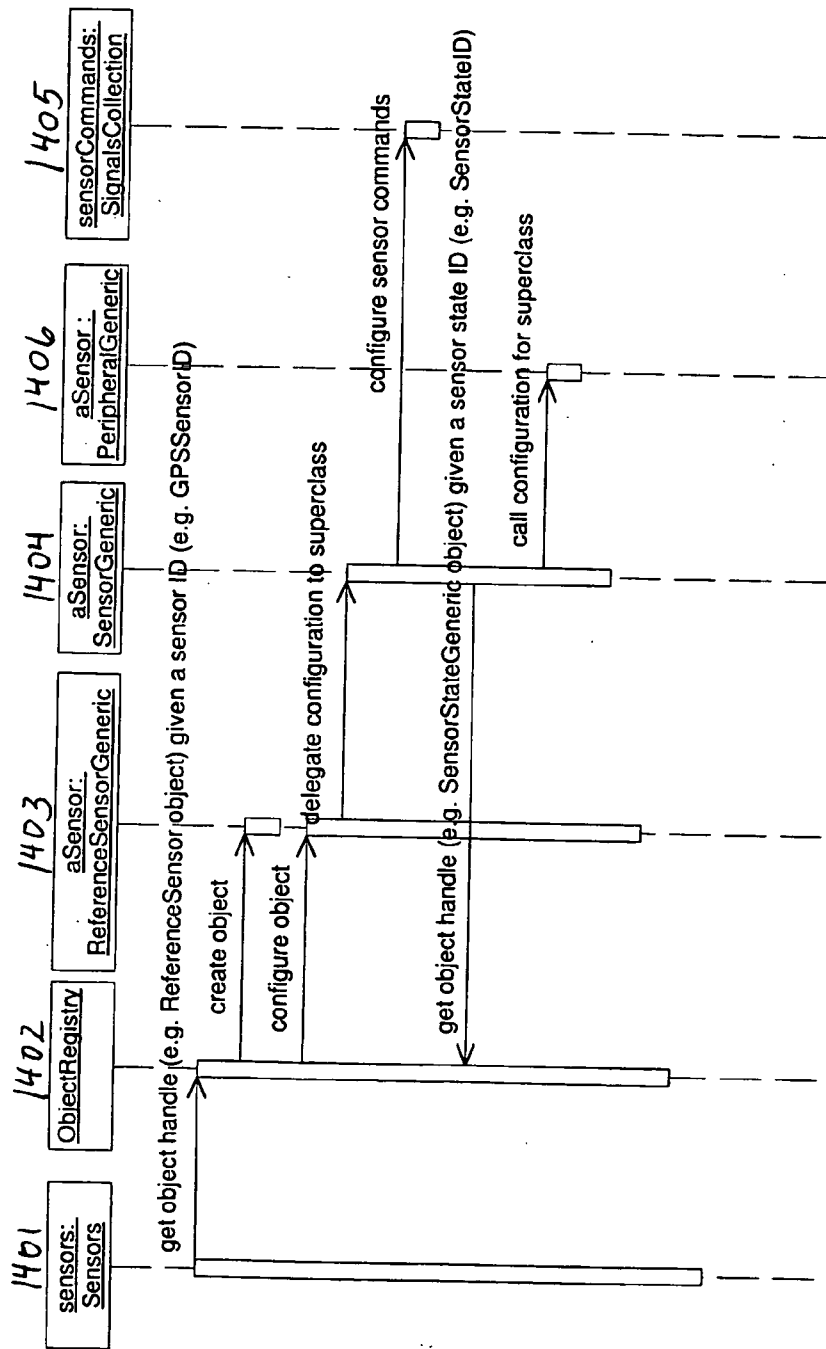 1401
sensors:
Sensors
1402
ObjectRegistry
1403
aSensor:
ReferenceSensorGeneric
1404
aSensor:
SensorGeneric
1406
aSensor :
PeripheralGeneric
1405
sensorCommands:
SignalsCollection
get object handle (e.g. ReferenceSensor object) given a sensor ID (e.g. GPSSensorID)
create object
configure object
delegate configuration to superclass
configure sensor commands
get object handle (e.g. SensorStateGeneric object) given a sensor state ID (e.g. SensorStateID)
call configuration for superclass